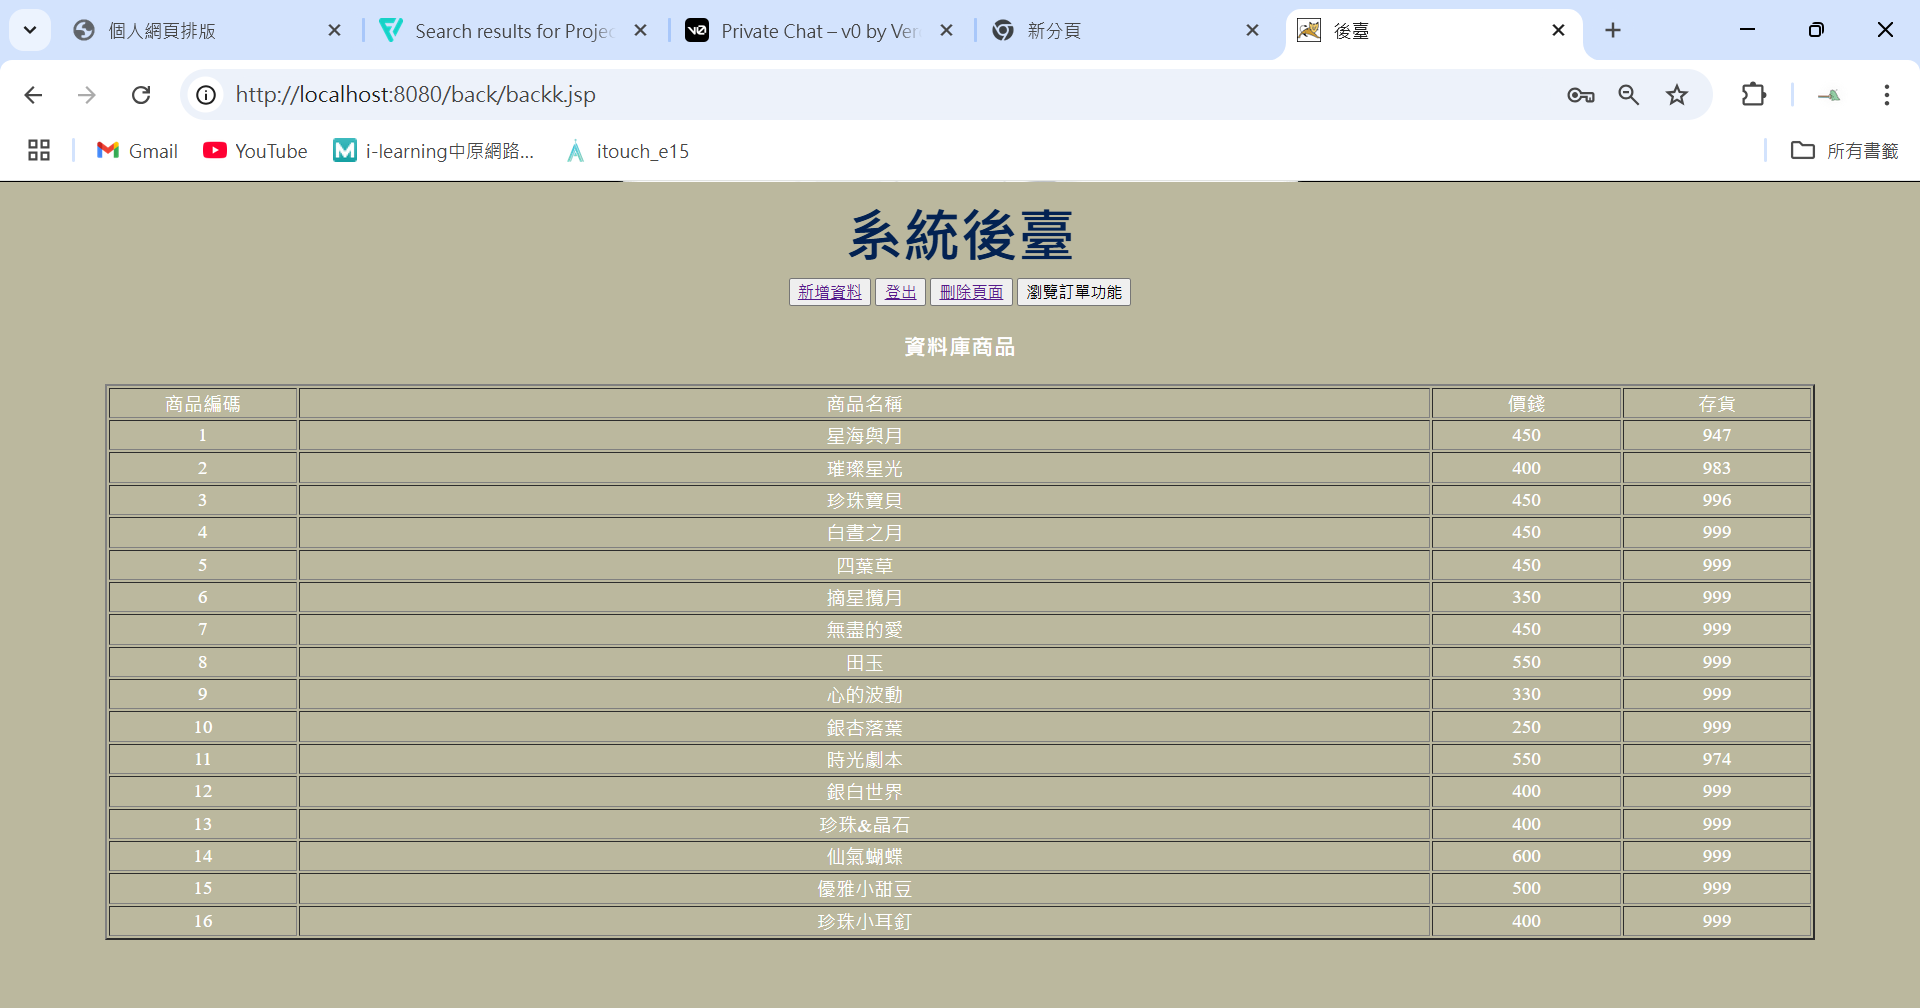 個人網頁排版
Search results for Projec
Private Chat – v0 by Ver
新分頁
後臺
http://localhost:8080/back/backk.jsp
Gmail
YouTube
i-learning中原網路...
itouch_e15
所有書籤
系統後臺
新增資料 登出 刪除頁面 瀏覽訂單功能
資料庫商品
商品編碼 商品名稱 價錢 存貨
1 星海與月 450 947
2 璀璨星光 400 983
3 珍珠寶貝 450 996
4 白晝之月 450 999
5 四葉草 450 999
6 摘星攬月 350 999
7 無盡的愛 450 999
8 田玉 550 999
9 心的波動 330 999
10 銀杏落葉 250 999
11 時光劇本 550 974
12 銀白世界 400 999
13 珍珠&晶石 400 999
14 仙氣蝴蝶 600 999
15 優雅小甜豆 500 999
16 珍珠小耳釘 400 999